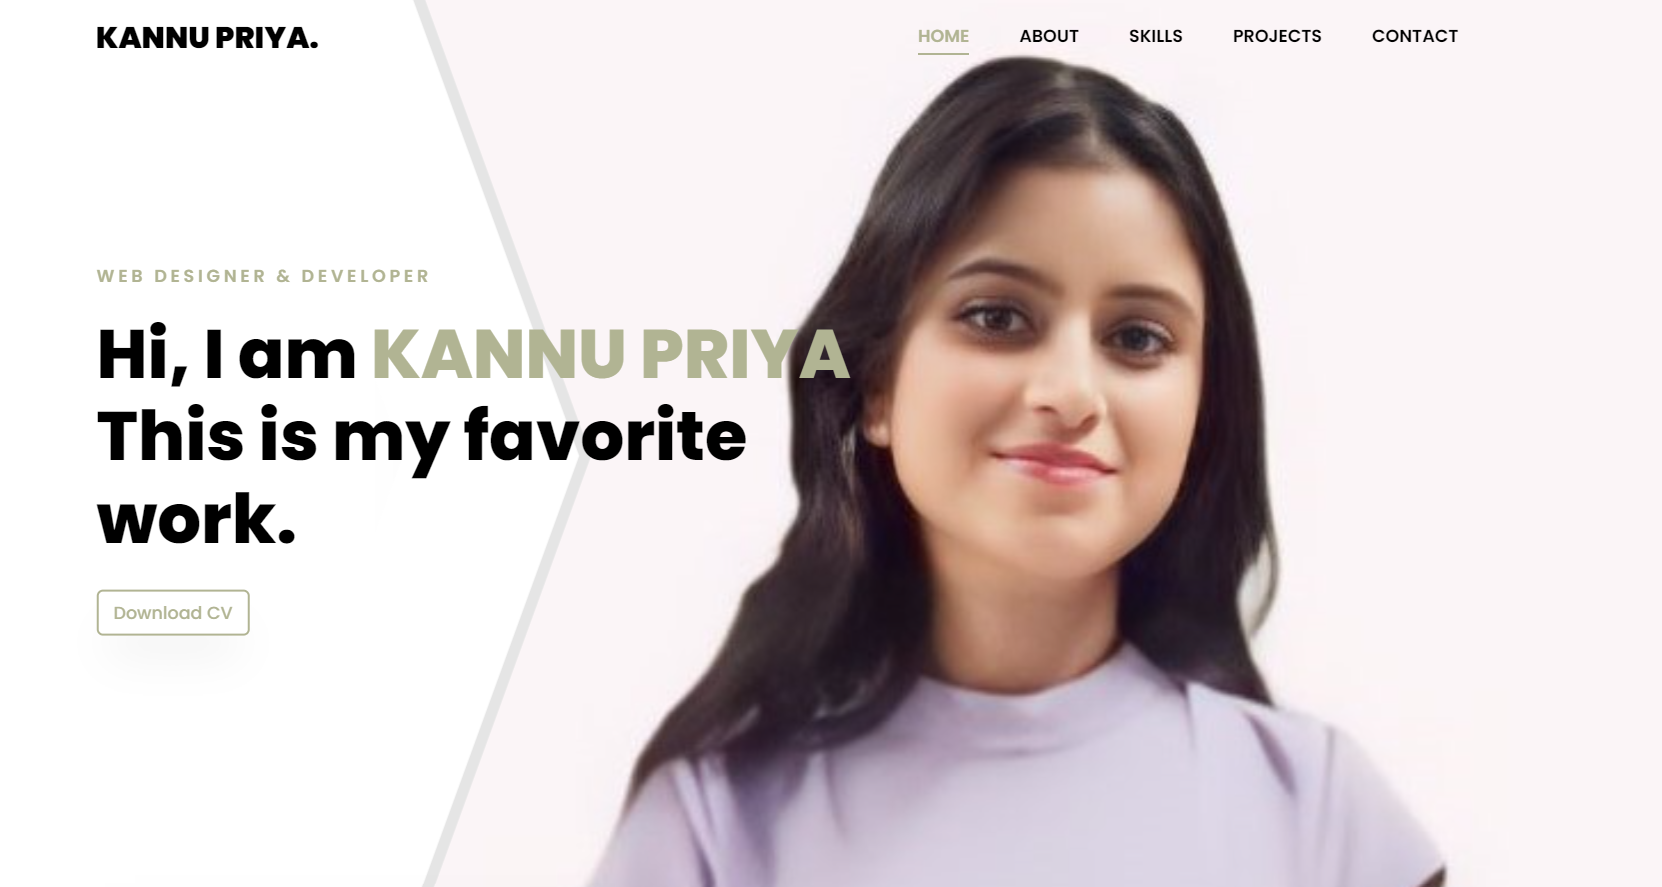 KANNU PRIYA.
HOME ABOUT SKILLS PROJECTS CONTACT
WEB DESIGNER & DEVELOPER
Hi, I am KANNU PRIYA
This is my favorite
work.
Download CV